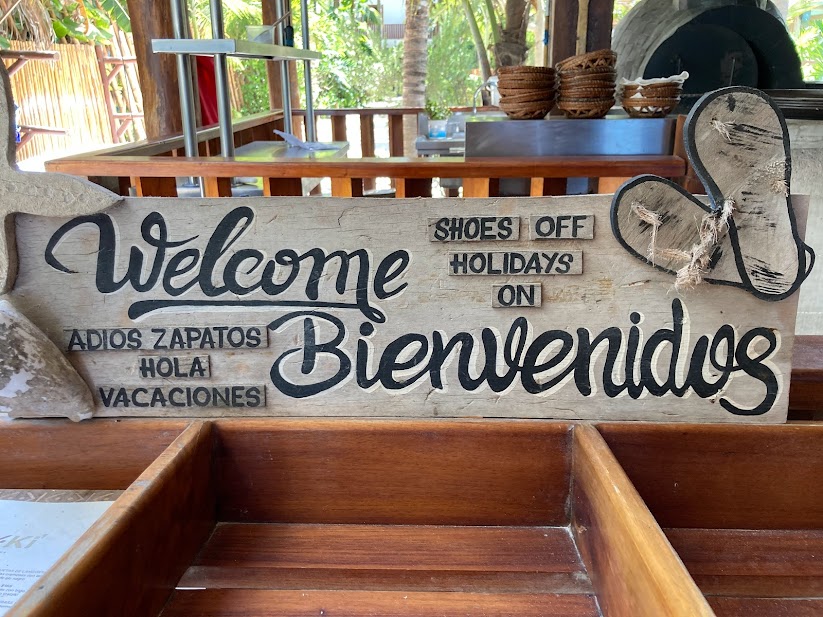 Welcome
SHOES OFF
HOLIDAYS
ON
ADIOS ZAPATOS
HOLA
VACACIONES
Bienvenidos